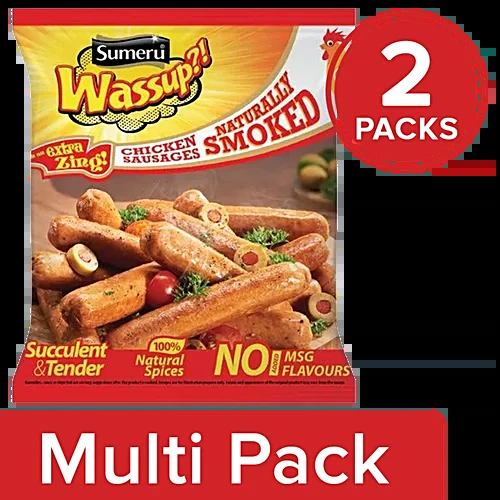 Sumeru
Wassup?!
extra
Zing!
CHICKEN
SAUSAGES
NATURALLY
SMOKED
2
PACKS
Succulent
&Tender
100%
Natural
Spices
NO ADDED MSG
FLAVOURS
Multi Pack